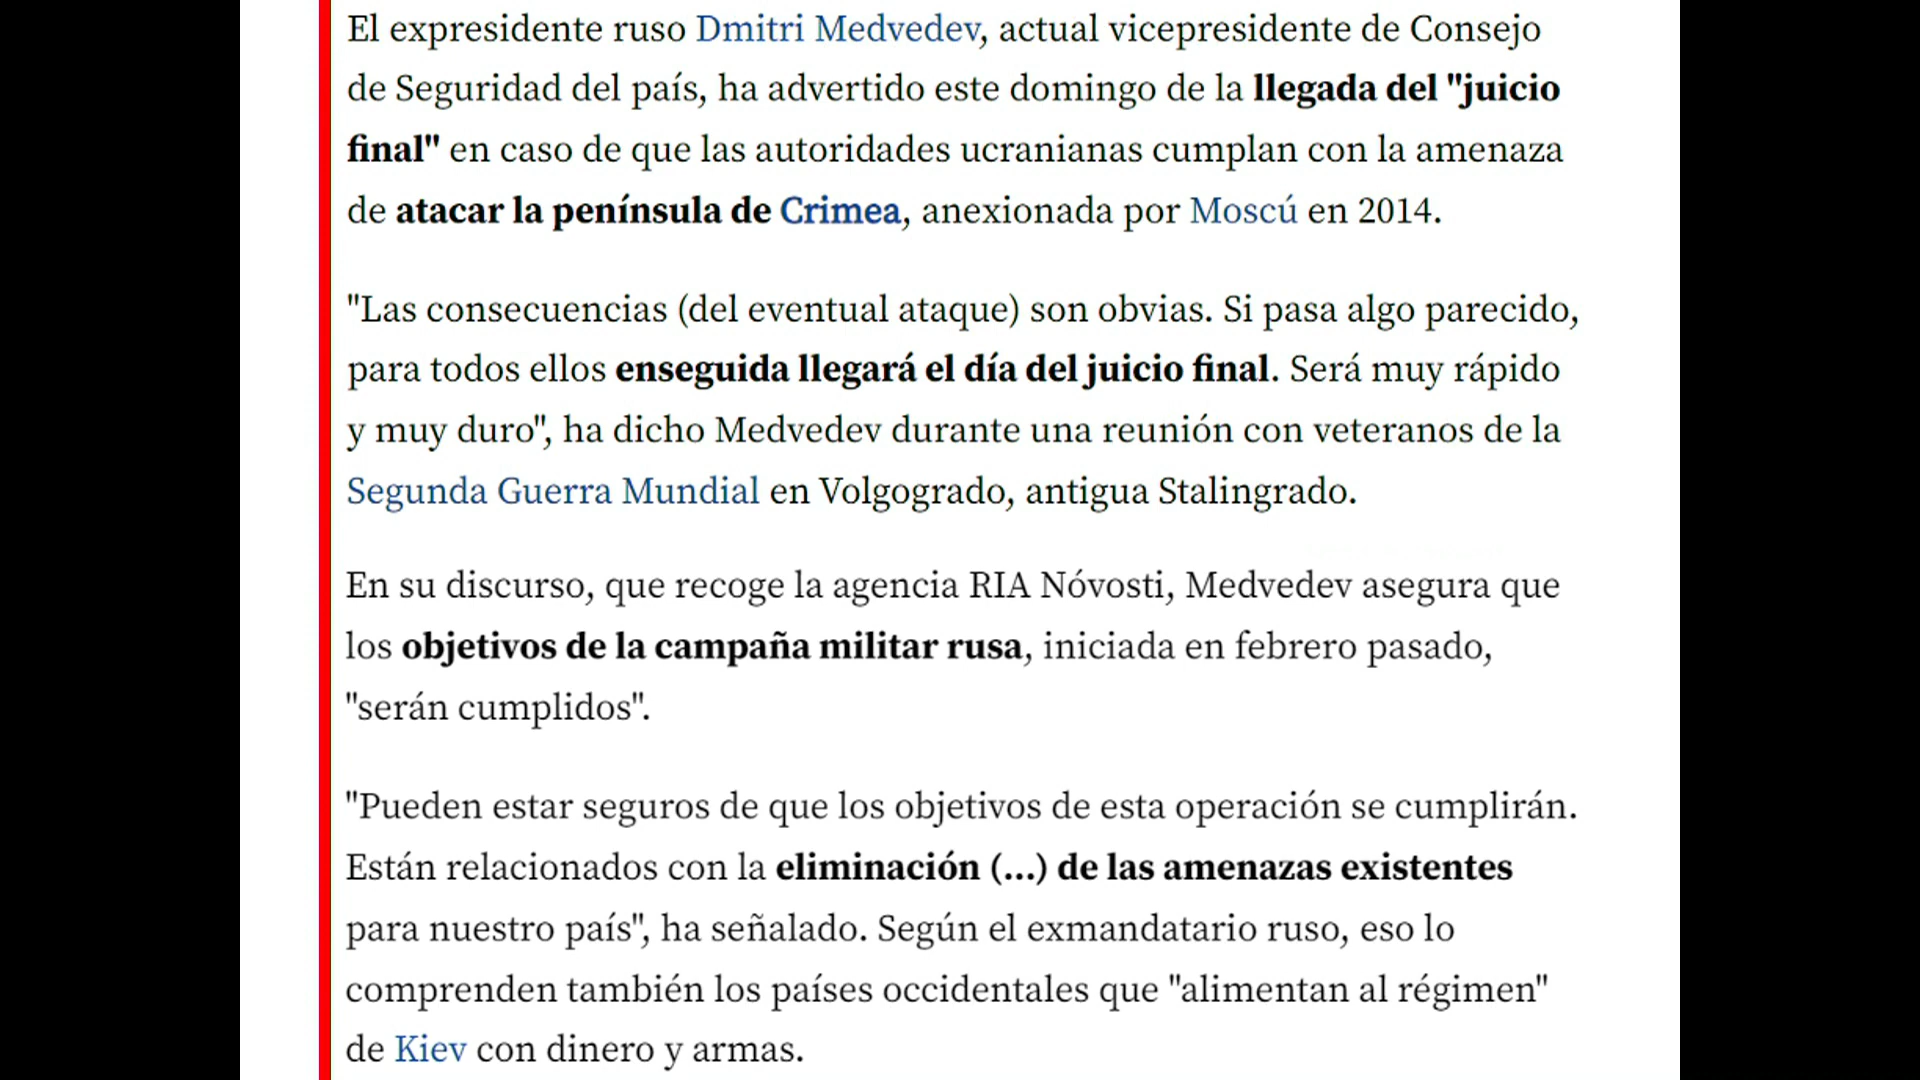 El expresidente ruso Dmitri Medvedev, actual vicepresidente de Consejo
de Seguridad del país, ha advertido este domingo de la llegada del "juicio
final" en caso de que las autoridades ucranianas cumplan con la amenaza
de atacar la península de Crimea, anexionada por Moscú en 2014.
"Las consecuencias (del eventual ataque) son obvias. Si pasa algo parecido,
para todos ellos enseguida llegará el día del juicio final. Será muy rápido
y muy duro", ha dicho Medvedev durante una reunión con veteranos de la
Segunda Guerra Mundial en Volgogrado, antigua Stalingrado.
En su discurso, que recoge la agencia RIA Nóvosti, Medvedev asegura que
los objetivos de la campaña militar rusa, iniciada en febrero pasado,
"serán cumplidos".
"Pueden estar seguros de que los objetivos de esta operación se cumplirán.
Están relacionados con la eliminación (...) de las amenazas existentes
para nuestro país", ha señalado. Según el exmandatario ruso, eso lo
comprenden también los países occidentales que "alimentan al régimen"
de Kiev con dinero y armas.